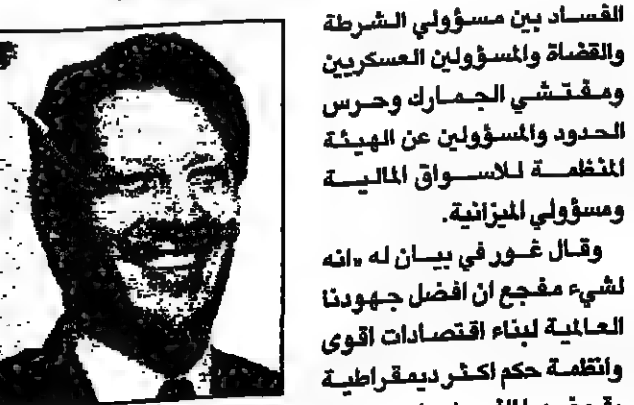 الفساد بين مسؤولي الشرطة
والقضاة والمسؤولين العسكريين
ومفتشي الجمارك وحرس
الحدود والمسؤولين عن الهيئة
المنظمة للاسواق المالية
ومسؤولي الميزانية.
وقال غور في بيان له «انه
لشيء مفجع ان افضل جهودنا
العالمية لبناء اقتصادات اقوى
وانظمة حكم اكثر ديمقراطية